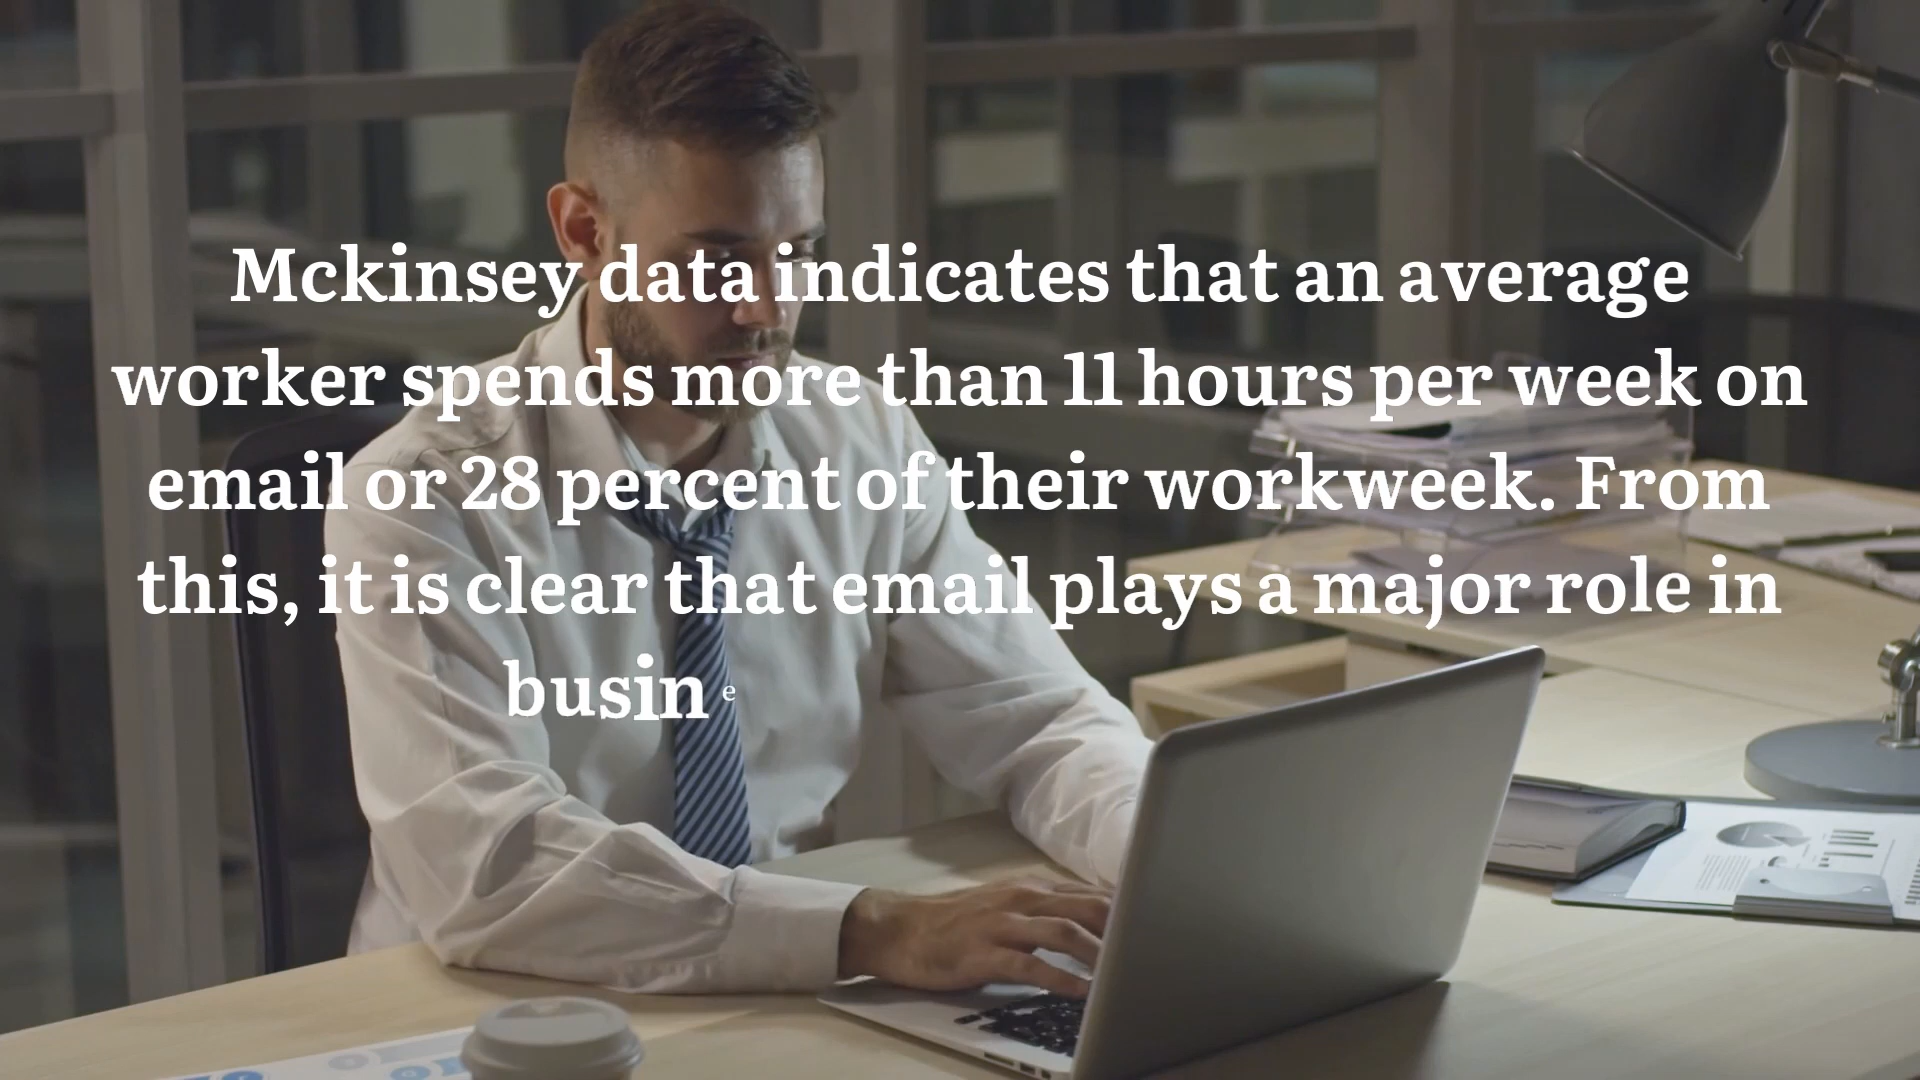 Mckinsey data indicates that an average
worker spends more than 11 hours per week on
email or 28 percent of their workweek. From
this, it is clear that email plays a major role in
busine